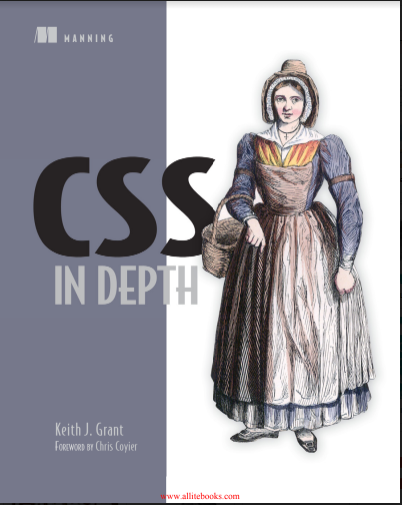 MANNING
CSS
IN DEPTH
Keith J. Grant
FOREWORD BY Chris Coyier
www.allitebooks.com